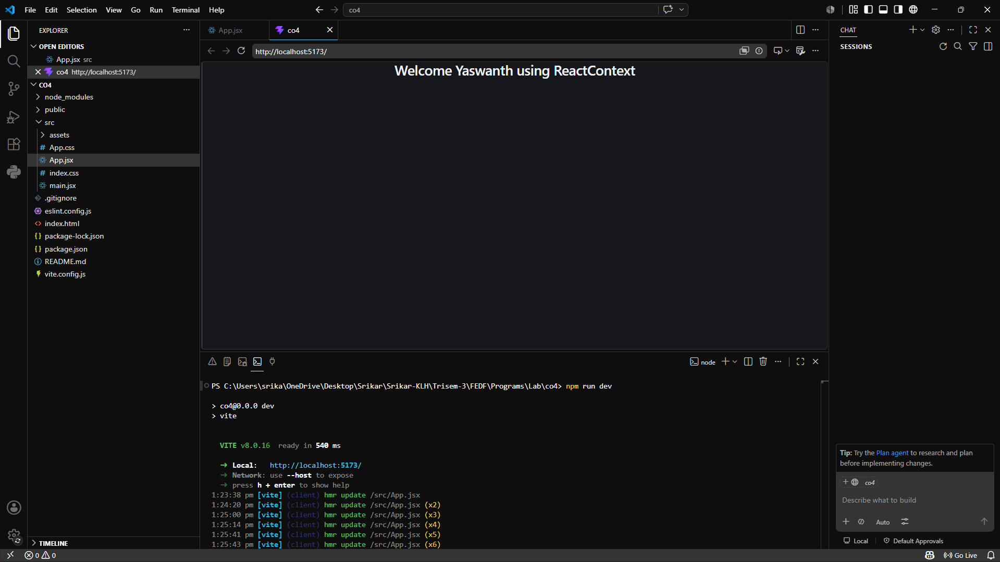 File Edit Selection View Go Run Terminal Help
co4
EXPLORER
OPEN EDITORS
App.jsx src
co4 http://localhost:5173/
CO4
node_modules
public
src
assets
App.css
App.jsx
index.css
main.jsx
.gitignore
eslint.config.js
index.html
package-lock.json
package.json
README.md
vite.config.js
TIMELINE
App.jsx
co4
http://localhost:5173/
Welcome Yaswanth using ReactContext
node
PS C:\Users\srika\OneDrive\Desktop\Srikar\Srikar-KLH\Trisem-3\FEDF\Programs\Lab\co4> npm run dev
> co4@0.0.0 dev
> vite
VITE v8.0.16 ready in 540 ms
➜ Local: http://localhost:5173/
➜ Network: use --host to expose
➜ press h + enter to show help
1:23:38 pm [vite] (client) hmr update /src/App.jsx
1:24:20 pm [vite] (client) hmr update /src/App.jsx (x2)
1:25:00 pm [vite] (client) hmr update /src/App.jsx (x3)
1:25:14 pm [vite] (client) hmr update /src/App.jsx (x4)
1:25:41 pm [vite] (client) hmr update /src/App.jsx (x5)
1:25:43 pm [vite] (client) hmr update /src/App.jsx (x6)
CHAT
SESSIONS
Tip: Try the Plan agent to research and plan
before implementing changes.
co4
Describe what to build
Auto
Local
Default Approvals
0 0
Go Live